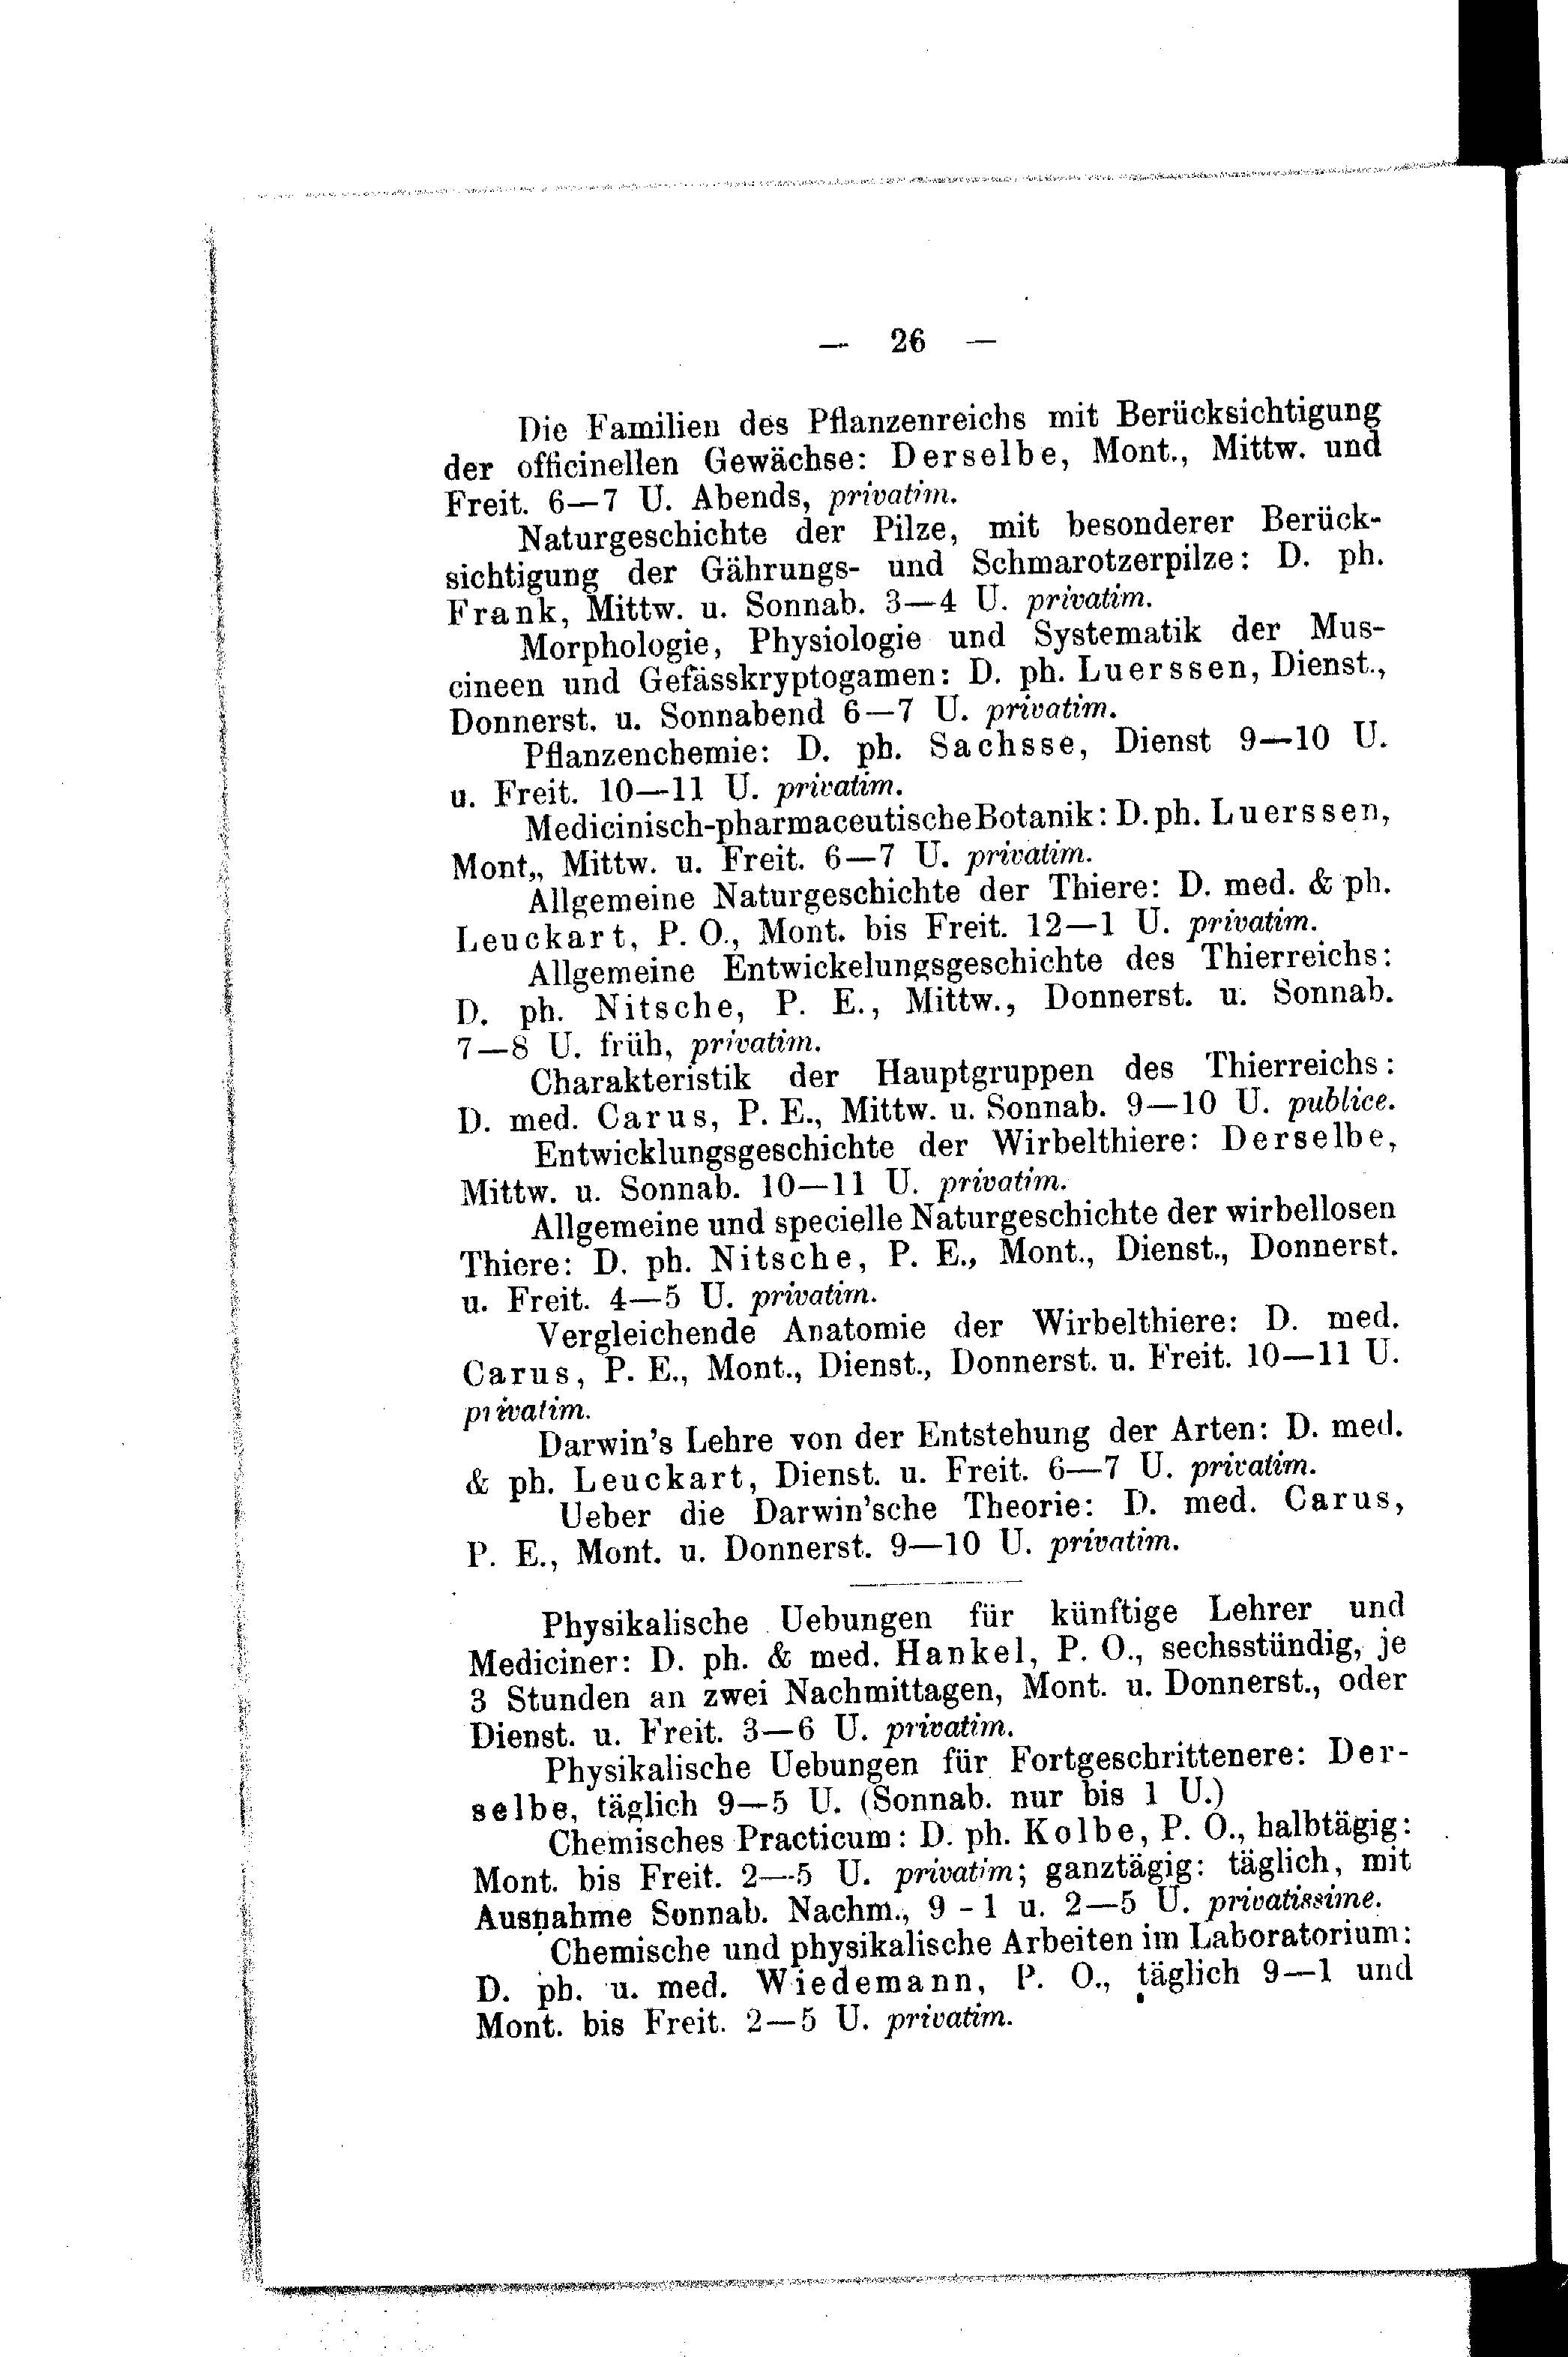 — 26 —
Die Familien des Pflanzenreichs mit Berücksichtigung
der officinellen Gewächse: Derselbe, Mont., Mittw. und
Freit. 6—7 U. Abends, privatim.
Naturgeschichte der Pilze, mit besonderer Berück-
sichtigung der Gährungs- und Schmarotzerpilze: D. ph.
Frank, Mittw. u. Sonnab. 3—4 U. privatim.
Morphologie, Physiologie und Systematik der Mus-
cineen und Gefässkryptogamen: D. ph. Luerssen, Dienst.,
Donnerst. u. Sonnabend 6—7 U. privatim.
Pflanzenchemie: D. ph. Sachsse, Dienst 9—10 U.
u. Freit. 10—11 U. privatim.
Medicinisch-pharmaceutische Botanik: D. ph. Luerssen,
Mont,, Mittw. u. Freit. 6—7 U. privatim.
Allgemeine Naturgeschichte der Thiere: D. med. & ph.
Leuckart, P. O., Mont. bis Freit. 12—1 U. privatim.
Allgemeine Entwickelungsgeschichte des Thierreichs:
D. ph. Nitsche, P. E., Mittw., Donnerst. u. Sonnab.
7—8 U. früh, privatim.
Charakteristik der Hauptgruppen des Thierreichs:
D. med. Carus, P. E., Mittw. u. Sonnab. 9—10 U. publice.
Entwicklungsgeschichte der Wirbelthiere: Derselbe,
Mittw. u. Sonnab. 10—11 U. privatim.
Allgemeine und specielle Naturgeschichte der wirbellosen
Thiere: D. ph. Nitsche, P. E., Mont., Dienst., Donnerst.
u. Freit. 4—5 U. privatim.
Vergleichende Anatomie der Wirbelthiere: D. med.
Carus, P. E., Mont., Dienst., Donnerst. u. Freit. 10—11 U.
privatim.
Darwin's Lehre von der Entstehung der Arten: D. med.
& ph. Leuckart, Dienst. u. Freit. 6—7 U. privatim.
Ueber die Darwin'sche Theorie: D. med. Carus,
P. E., Mont. u. Donnerst. 9—10 U. privatim.
Physikalische Uebungen für künftige Lehrer und
Mediciner: D. ph. & med. Hankel, P. O., sechsstündig, je
3 Stunden an zwei Nachmittagen, Mont. u. Donnerst., oder
Dienst. u. Freit. 3—6 U. privatim.
Physikalische Uebungen für Fortgeschrittenere: Der-
selbe, täglich 9—5 U. (Sonnab. nur bis 1 U.)
Chemisches Practicum: D. ph. Kolbe, P. O., halbtägig:
Mont. bis Freit. 2—5 U. privatim; ganztägig: täglich, mit
Ausnahme Sonnab. Nachm., 9 - 1 u. 2—5 U. privatissime.
Chemische und physikalische Arbeiten im Laboratorium:
D. ph. u. med. Wiedemann, P. O., täglich 9—1 und
Mont. bis Freit. 2—5 U. privatim.